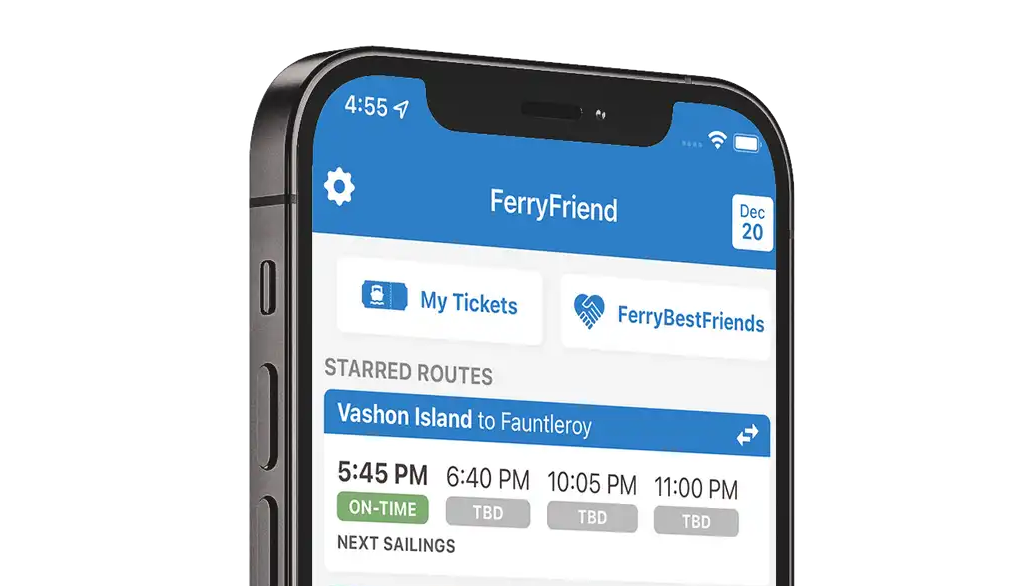 4:55
FerryFriend
Dec
20
My Tickets
FerryBestFriends
STARRED ROUTES
Vashon Island to Fauntleroy
5:45 PM 6:40 PM 10:05 PM 11:00 PM
ON-TIME TBD TBD TBD
NEXT SAILINGS